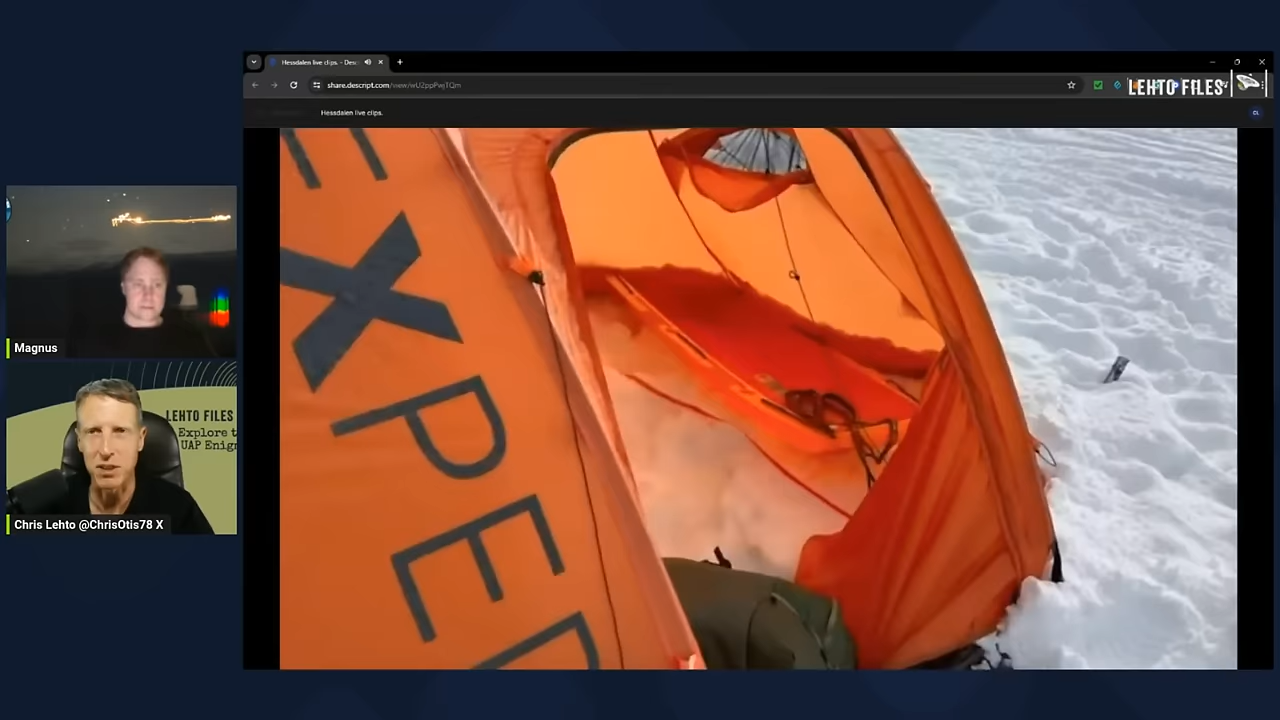 Hessdalen live clips. - Desc
share.descript.com/view/wU2ppPwjTQm
LEHTO FILES
Hessdalen live clips.
CL
EXPED
Magnus
LEHTO FILES
Explore t
UAP Enig
Chris Lehto @ChrisOtis78 X